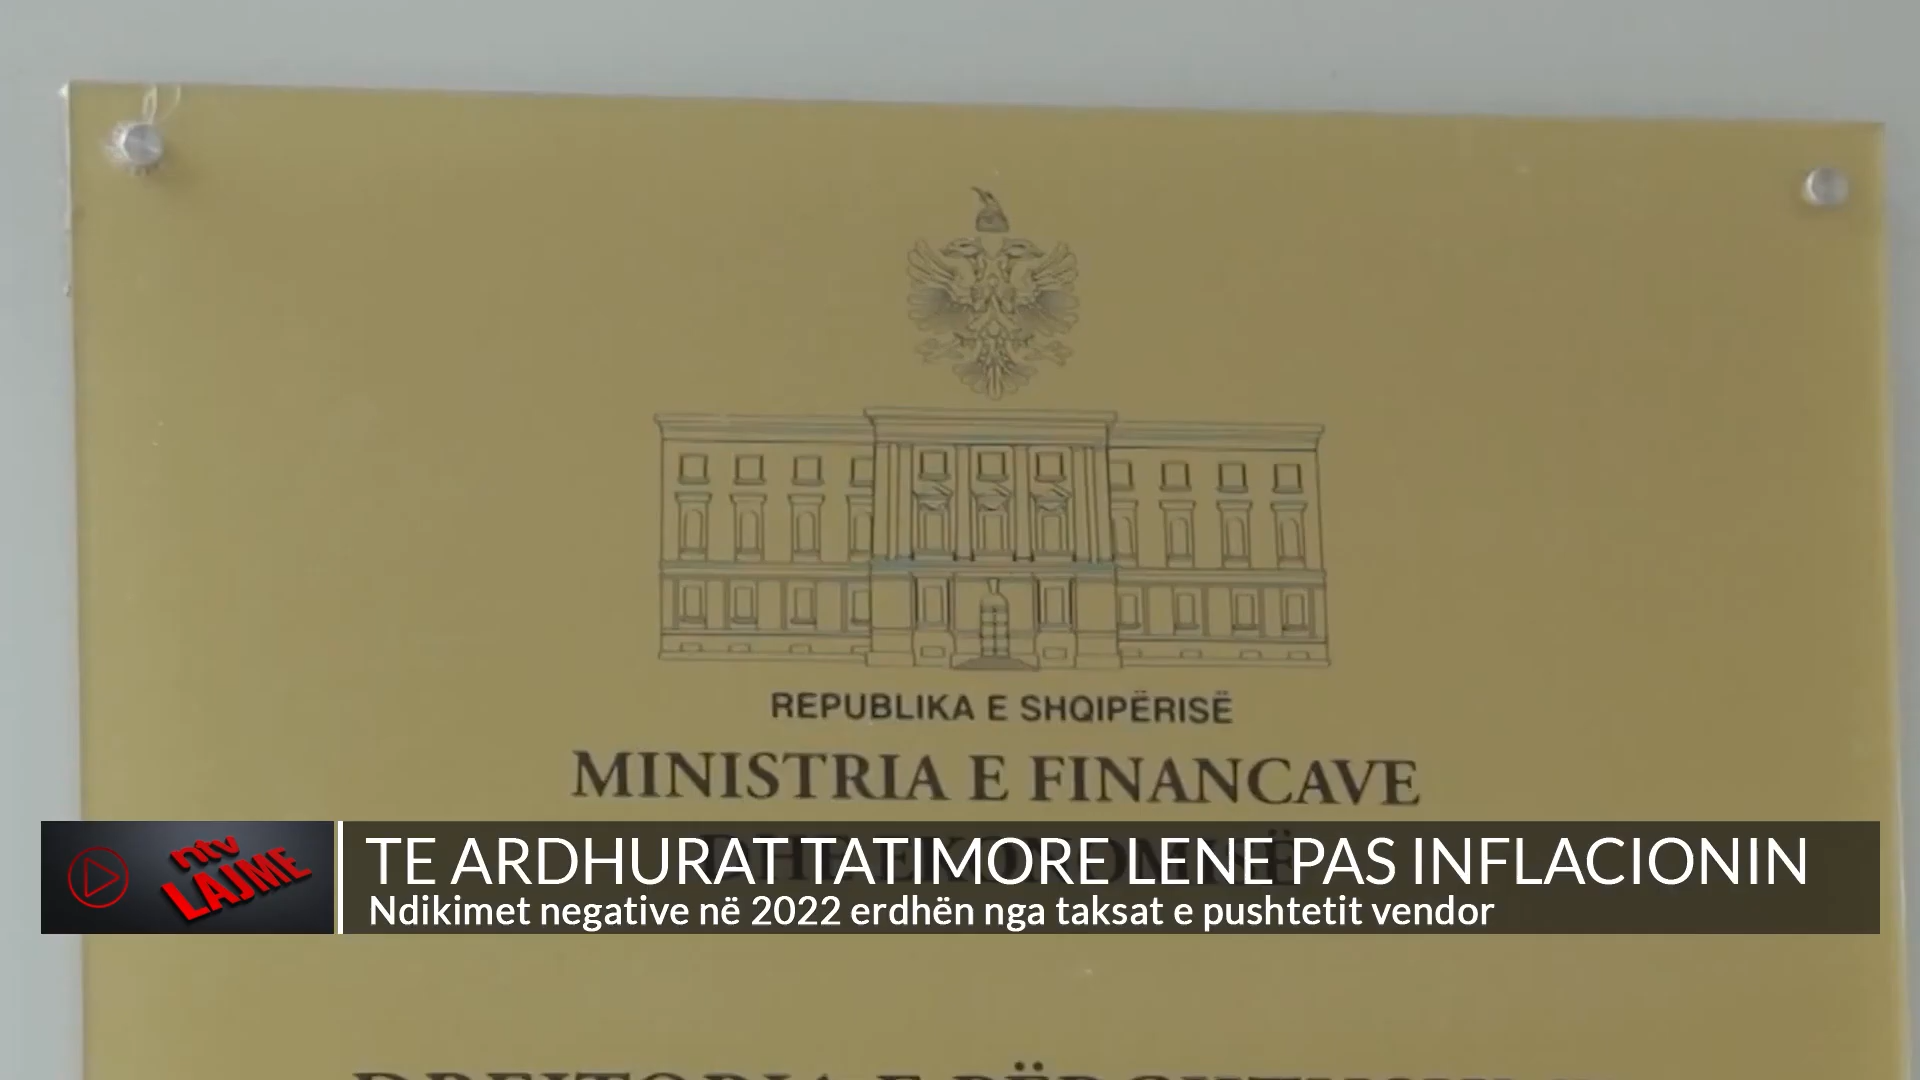 REPUBLIKA E SHQIPËRISË
MINISTRIA E FINANCAVE
ntv
LAJME
TE ARDHURAT TATIMORE LENE PAS INFLACIONIN
Ndikimet negative në 2022 erdhën nga taksat e pushtetit vendor